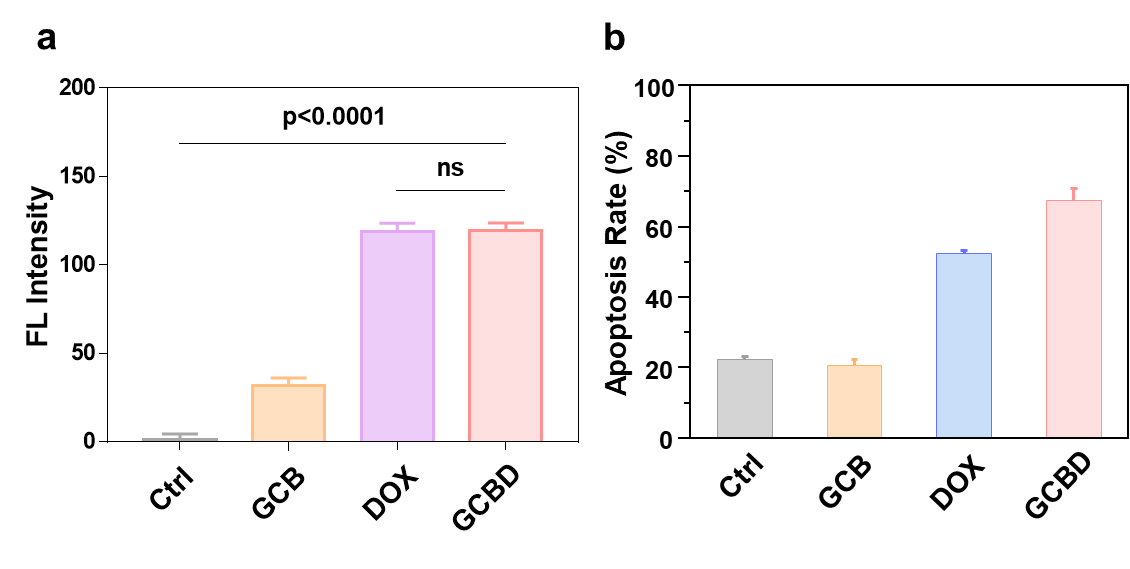 a
FL Intensity
200
150
100
50
0
p<0.0001
ns
Ctrl
GCB
DOX
GCBD
b
Apoptosis Rate (%)
100
80
60
40
20
0
Ctrl
GCB
DOX
GCBD